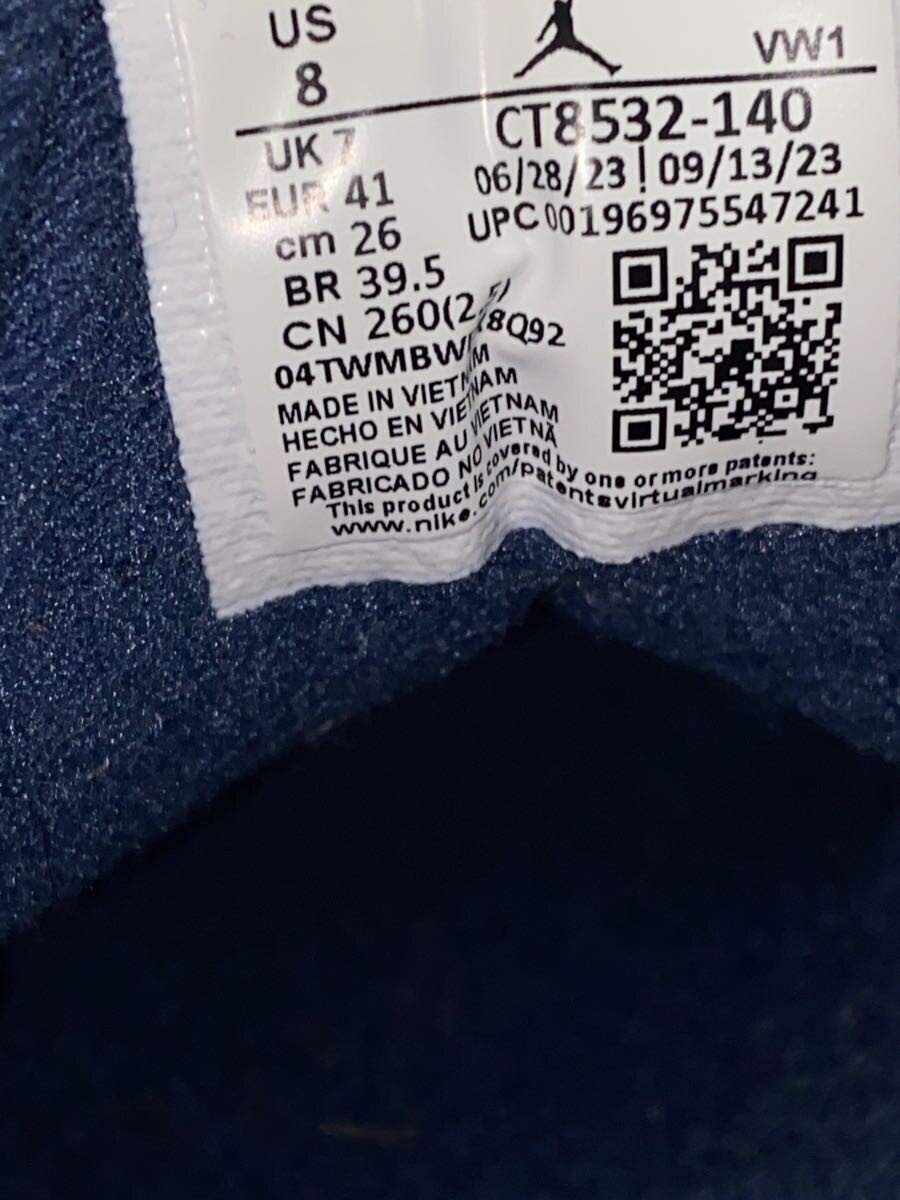 US
8
VW1
UK 7
CT8532-140
EUR 41
06/28/23 | 09/13/23
cm 26
UPC 00196975547241
BR 39.5
CN 260(2.5)
04TWMBW
8Q92
MADE IN VIETNAM
HECHO EN VIETNAM
FABRIQUE AU VIETNAM
FABRICADO NO VIETNÃ
This product is covered by one or more patents:
www.nike.com/patentsvirtualmarking